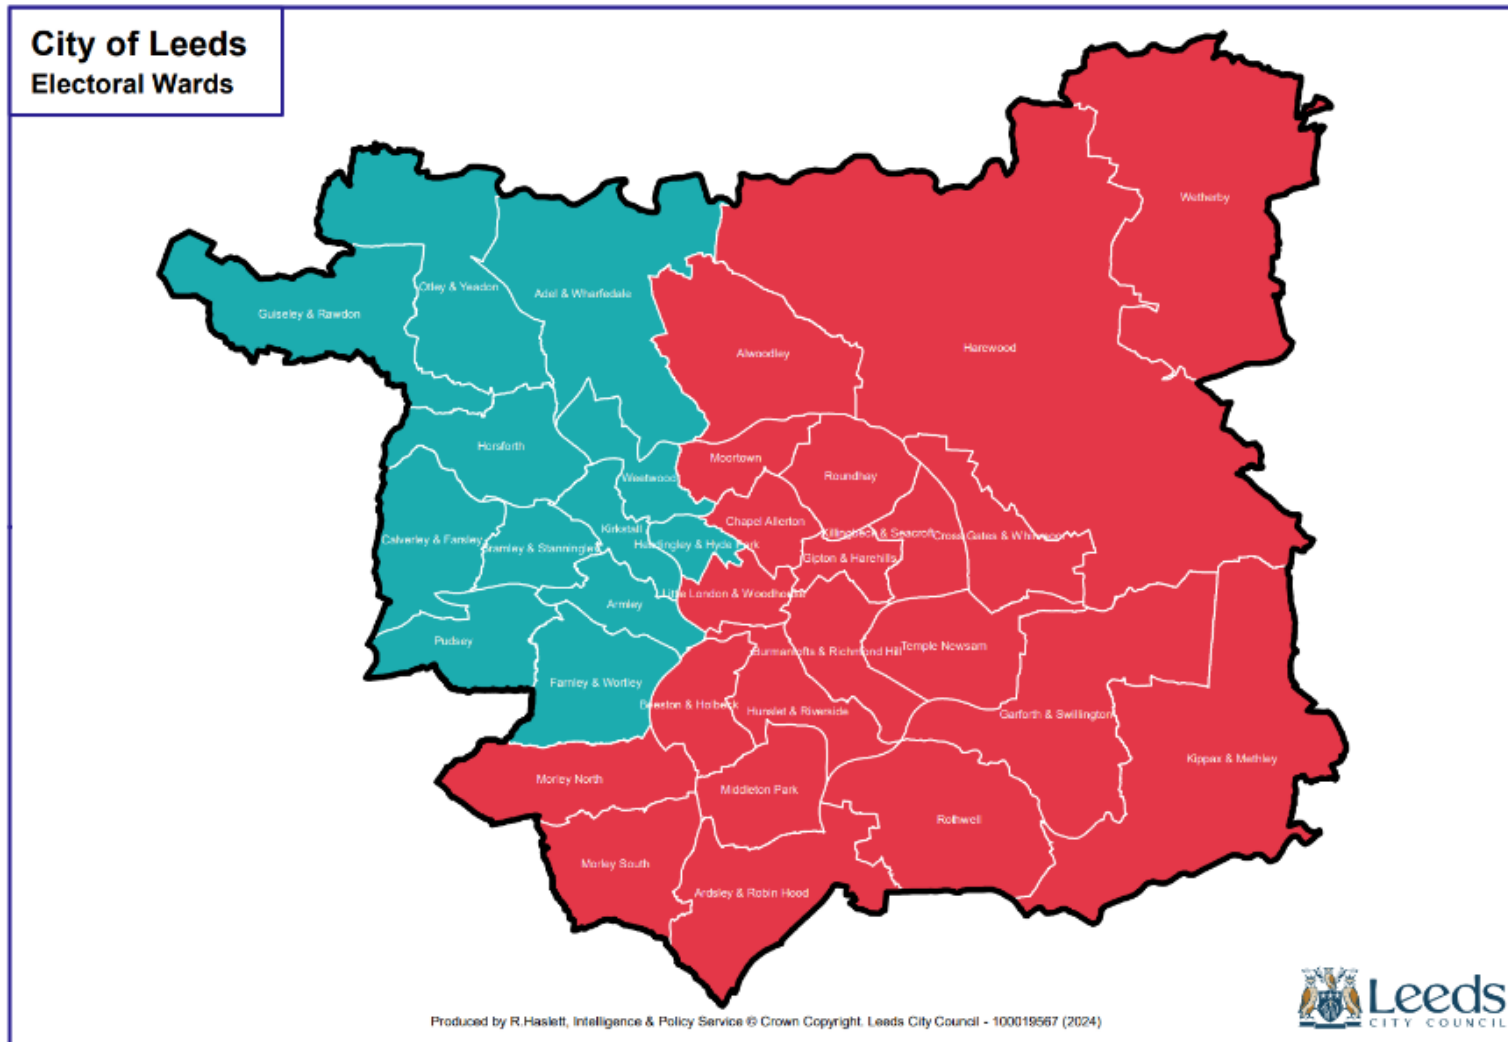 City of Leeds
Electoral Wards
Wetherby
Otley & Yeadon
Adel & Wharfedale
Guiseley & Rawdon
Alwoodley
Harewood
Horsforth
Moortown
Roundhay
Weetwood
Chapel Allerton
Kirkstall
Killingbeck & Seacroft
Cross Gates & Whinmoor
Calverley & Farsley
Bramley & Stanningley
Headingley & Hyde Park
Gipton & Harehills
Little London & Woodhouse
Armley
Pudsey
Burmantofts & Richmond Hill
Temple Newsam
Farnley & Wortley
Beeston & Holbeck
Hunslet & Riverside
Garforth & Swillington
Kippax & Methley
Morley North
Middleton Park
Rothwell
Morley South
Ardsley & Robin Hood
Leeds
CITY COUNCIL
Produced by R.Haslett, Intelligence & Policy Service © Crown Copyright. Leeds City Council - 100019567 (2024)